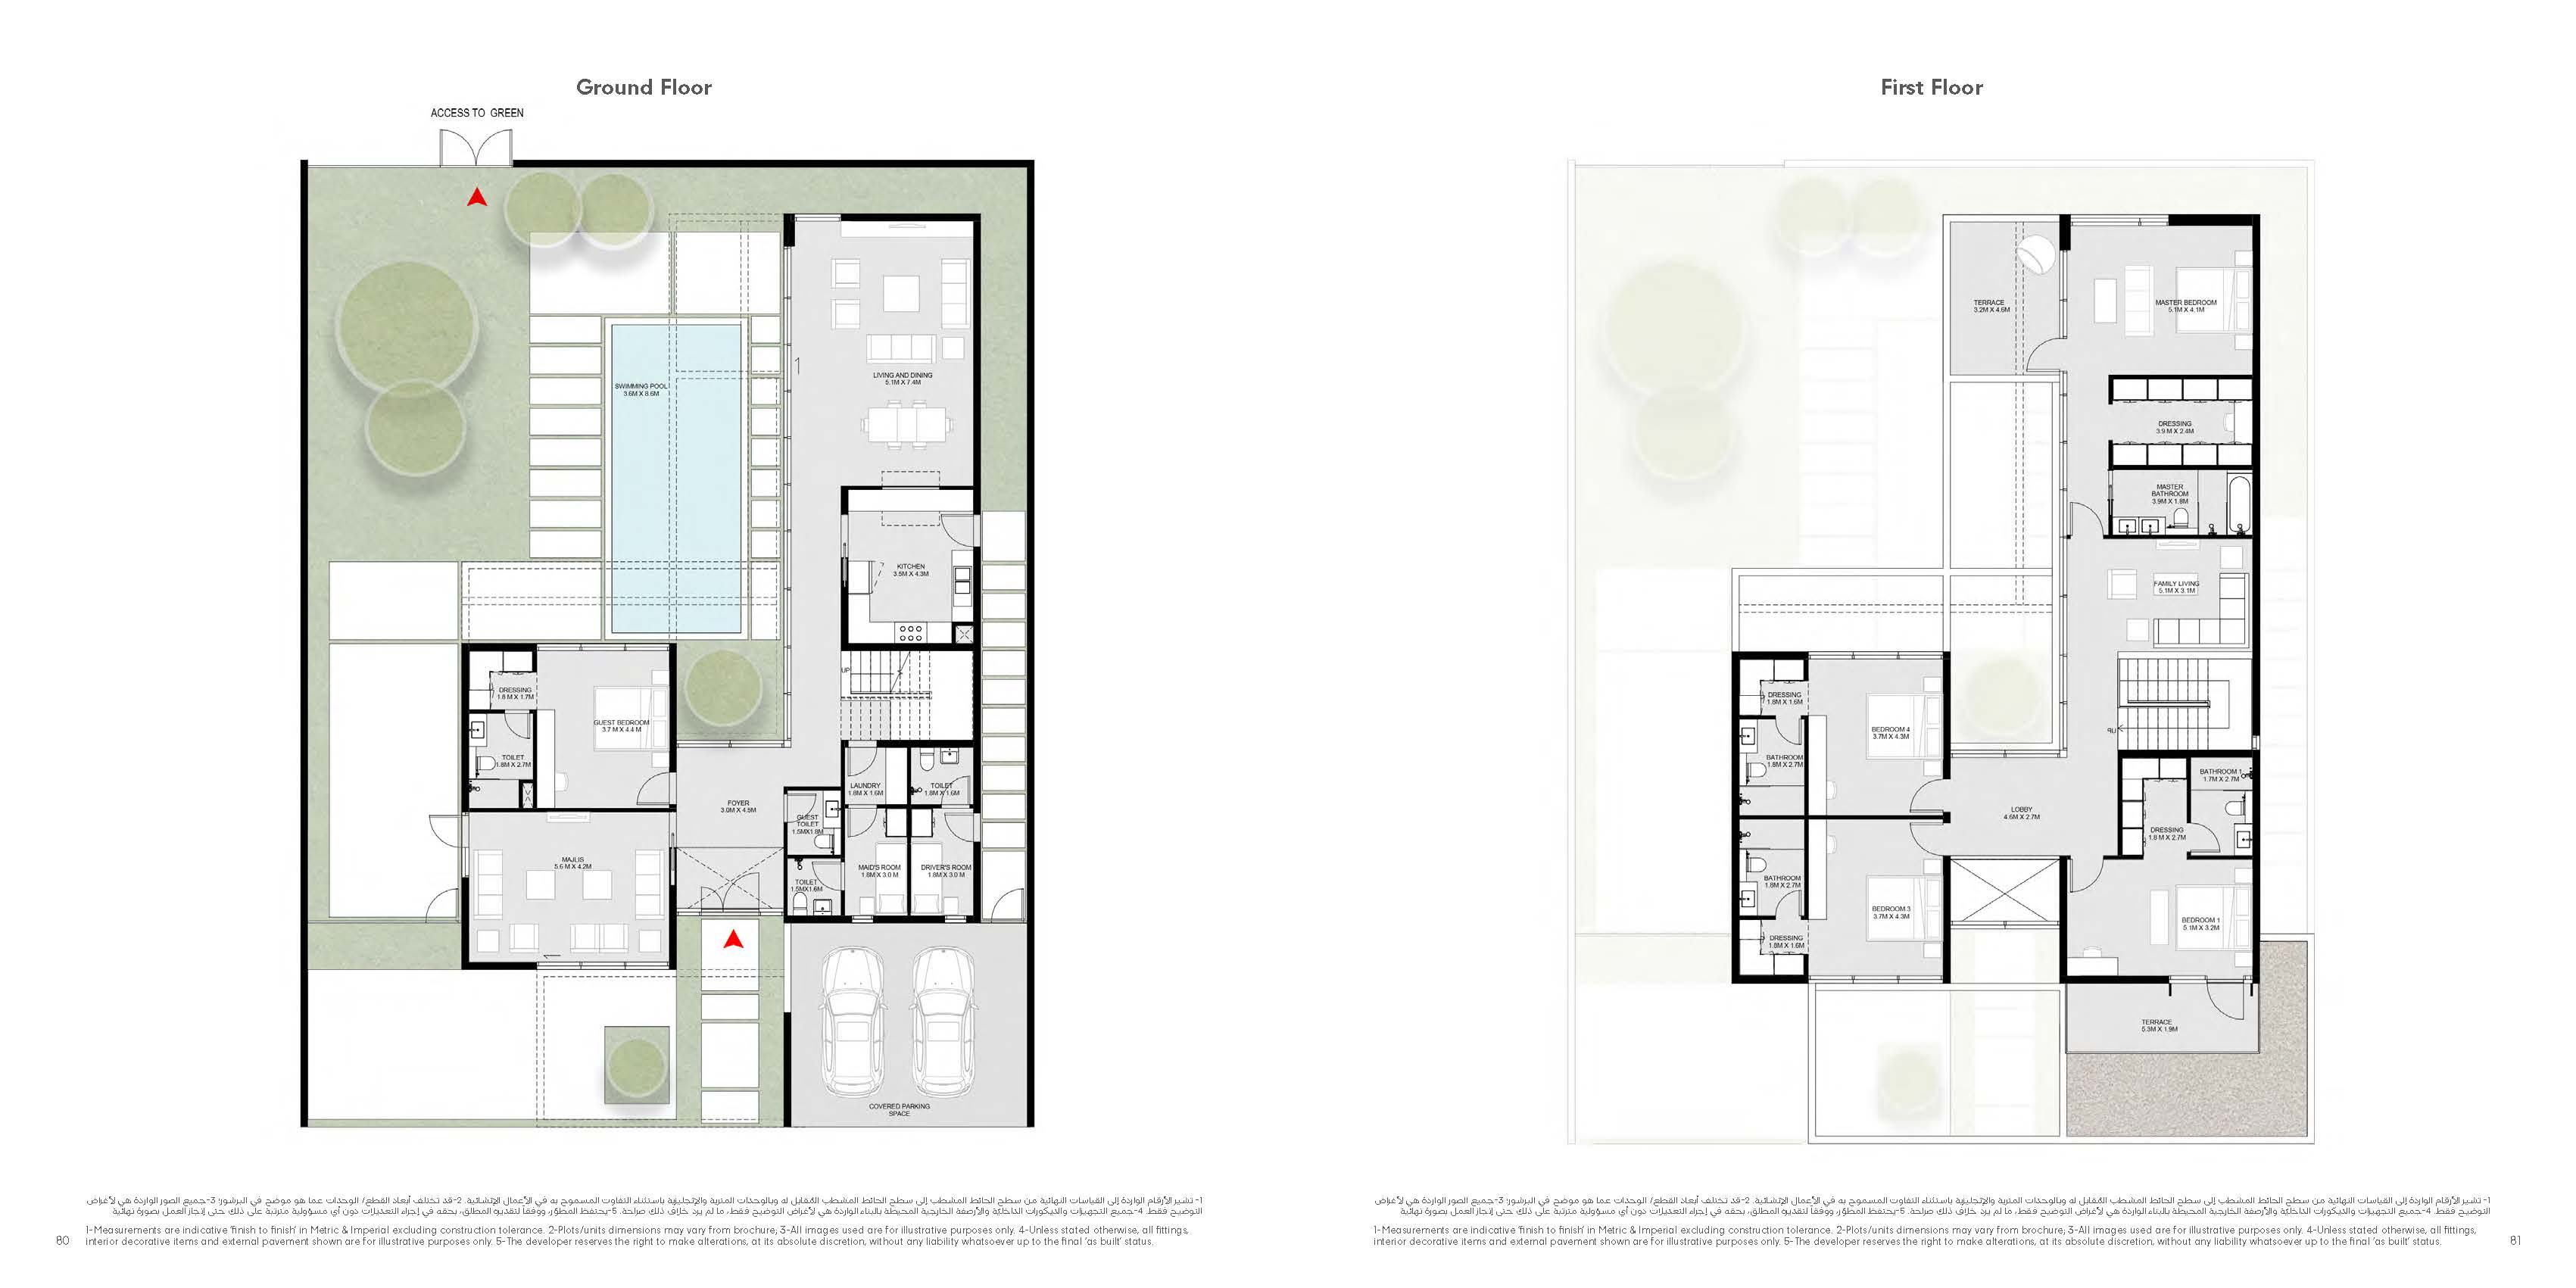 Ground Floor
ACCESS TO GREEN
SWIMMING POOL
3.6M X 8.6M
LIVING AND DINING
5.1M X 7.4M
KITCHEN
3.5M X 4.3M
UP
DRESSING
1.8 M X 1.7M
GUEST BEDROOM
3.7 M X 4.4 M
TOILET
1.8M X 2.7M
FOYER
3.0M X 4.5M
LAUNDRY
1.8M X 1.6M
TOILET
1.8M X 1.6M
GUEST
TOILET
1.5MX1.8M
MAJLIS
5.6 M X 4.2M
TOILET
1.5MX1.6M
MAID'S ROOM
1.8M X 3.0 M
DRIVER'S ROOM
1.8M X 3.0 M
COVERED PARKING
SPACE
1- تشير الأرقام الواردة إلى القياسات النهائية من سطح الحائط المشطب إلى سطح الحائط المشطب المقابل له وبالوحدات المترية والإنجليزية باستثناء التفاوت المسموح به في الأعمال الإنشائية. 2-قد تختلف أبعاد القطع/ الوحدات عما هو موضح في البرشور؛ 3-جميع الصور الواردة هي لأغراض
التوضيح فقط. 4-جميع التجهيزات والديكورات الداخلية والأرصفة الخارجية المحيطة بالبناء الواردة هي لأغراض التوضيح فقط، ما لم يرد خلاف ذلك صراحة. 5-يحتفظ المطوّر، ووفقاً لتقديره المطلق، بحقه في إجراء التعديلات دون أي مسؤولية مترتبة على ذلك حتى إنجاز العمل بصورة نهائية
1-Measurements are indicative 'finish to finish' in Metric & Imperial excluding construction tolerance. 2-Plots/units dimensions may vary from brochure; 3-All images used are for illustrative purposes only. 4-Unless stated otherwise, all fittings,
interior decorative items and external pavement shown are for illustrative purposes only. 5-The developer reserves the right to make alterations, at its absolute discretion, without any liability whatsoever up to the final 'as built' status.
80
First Floor
TERRACE
3.2M X 4.6M
MASTER BEDROOM
5.1M X 4.1M
DRESSING
3.9 M X 2.4M
MASTER
BATHROOM
3.9M X 1.8M
FAMILY LIVING
5.1M X 3.1M
DRESSING
1.8M X 1.6M
BEDROOM 4
3.7M X 4.3M
UP
BATHROOM
1.8M X 2.7M
BATHROOM 1
1.7M X 2.7M
LOBBY
4.6M X 2.7M
DRESSING
1.8 M X 2.7M
BATHROOM
1.8M X 2.7M
BEDROOM 3
3.7M X 4.3M
BEDROOM 1
5.1M X 3.2M
DRESSING
1.8M X 1.6M
TERRACE
5.3M X 1.9M
1- تشير الأرقام الواردة إلى القياسات النهائية من سطح الحائط المشطب إلى سطح الحائط المشطب المقابل له وبالوحدات المترية والإنجليزية باستثناء التفاوت المسموح به في الأعمال الإنشائية. 2-قد تختلف أبعاد القطع/ الوحدات عما هو موضح في البرشور؛ 3-جميع الصور الواردة هي لأغراض
التوضيح فقط. 4-جميع التجهيزات والديكورات الداخلية والأرصفة الخارجية المحيطة بالبناء الواردة هي لأغراض التوضيح فقط، ما لم يرد خلاف ذلك صراحة. 5-يحتفظ المطوّر، ووفقاً لتقديره المطلق، بحقه في إجراء التعديلات دون أي مسؤولية مترتبة على ذلك حتى إنجاز العمل بصورة نهائية
1-Measurements are indicative 'finish to finish' in Metric & Imperial excluding construction tolerance. 2-Plots/units dimensions may vary from brochure; 3-All images used are for illustrative purposes only. 4-Unless stated otherwise, all fittings,
interior decorative items and external pavement shown are for illustrative purposes only. 5-The developer reserves the right to make alterations, at its absolute discretion, without any liability whatsoever up to the final 'as built' status.
81